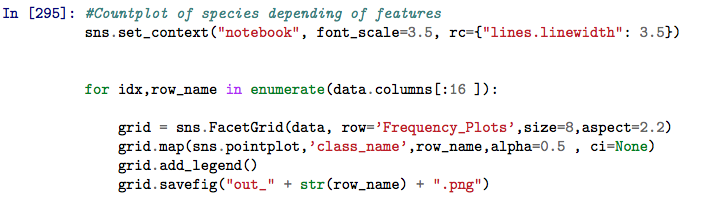 In [295]: #Countplot of species depending of features
sns.set_context("notebook", font_scale=3.5, rc={"lines.linewidth": 3.5})
for idx,row_name in enumerate(data.columns[:16 ]):
grid = sns.FacetGrid(data, row='Frequency_Plots',size=8,aspect=2.2)
grid.map(sns.pointplot,'class_name',row_name,alpha=0.5 , ci=None)
grid.add_legend()
grid.savefig("out_" + str(row_name) + ".png")